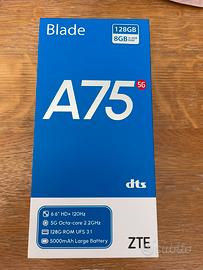 Blade
128GB
8GB
A75 5G
dts
6.6" HD+ 120Hz
5G Octa-core 2.2GHz
128G ROM UFS 3.1
5000mAh Large Battery
ZTE
subito